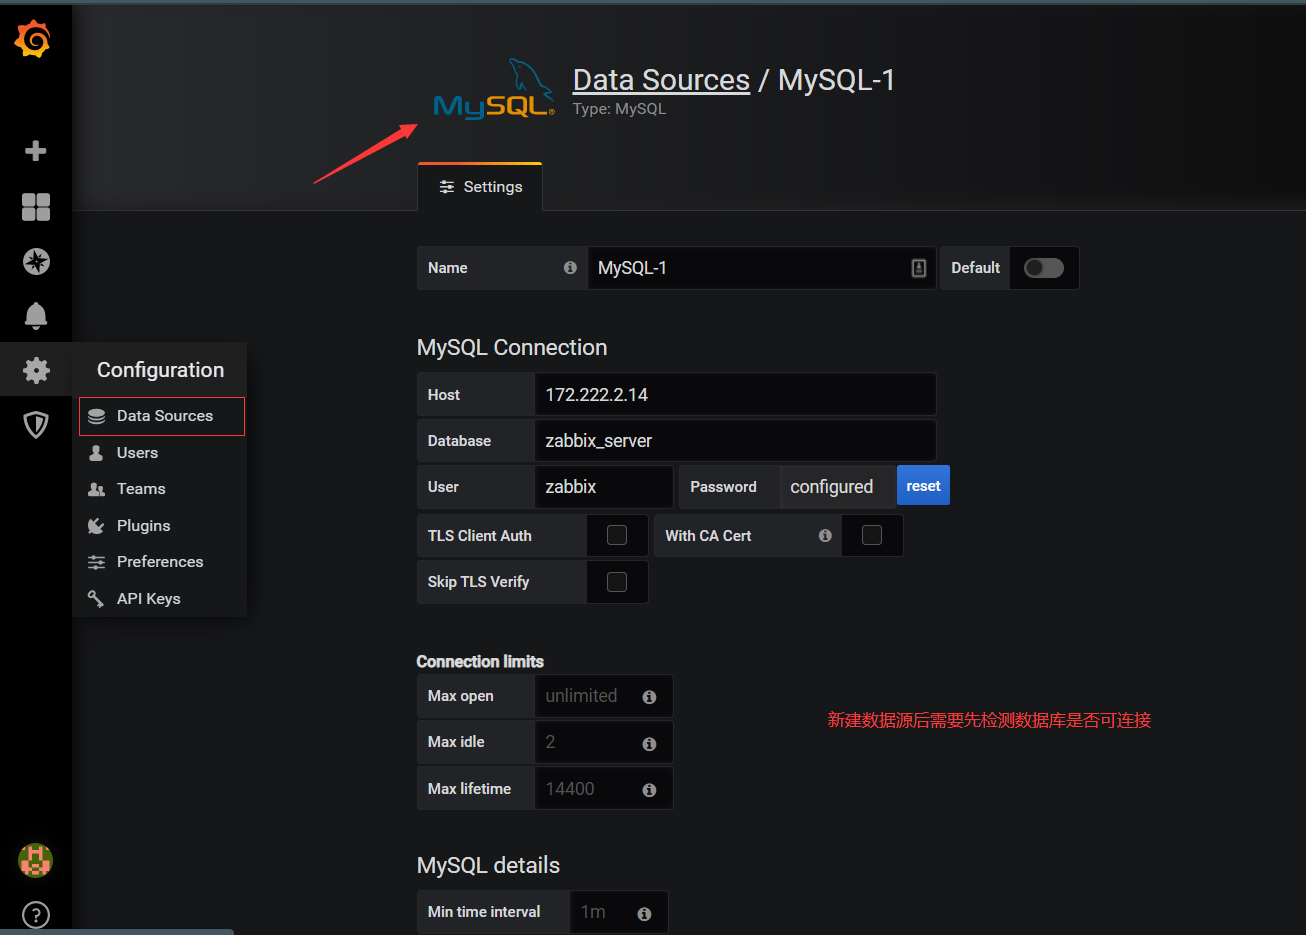 MySQL®
Data Sources / MySQL-1
Type: MySQL
Settings
Name
MySQL-1
Default
Configuration
Data Sources
Users
Teams
Plugins
Preferences
API Keys
MySQL Connection
Host
172.222.2.14
Database
zabbix_server
User
zabbix
Password
configured
reset
TLS Client Auth
With CA Cert
Skip TLS Verify
Connection limits
Max open
unlimited
新建数据源后需要先检测数据库是否可连接
Max idle
2
Max lifetime
14400
MySQL details
Min time interval
1m